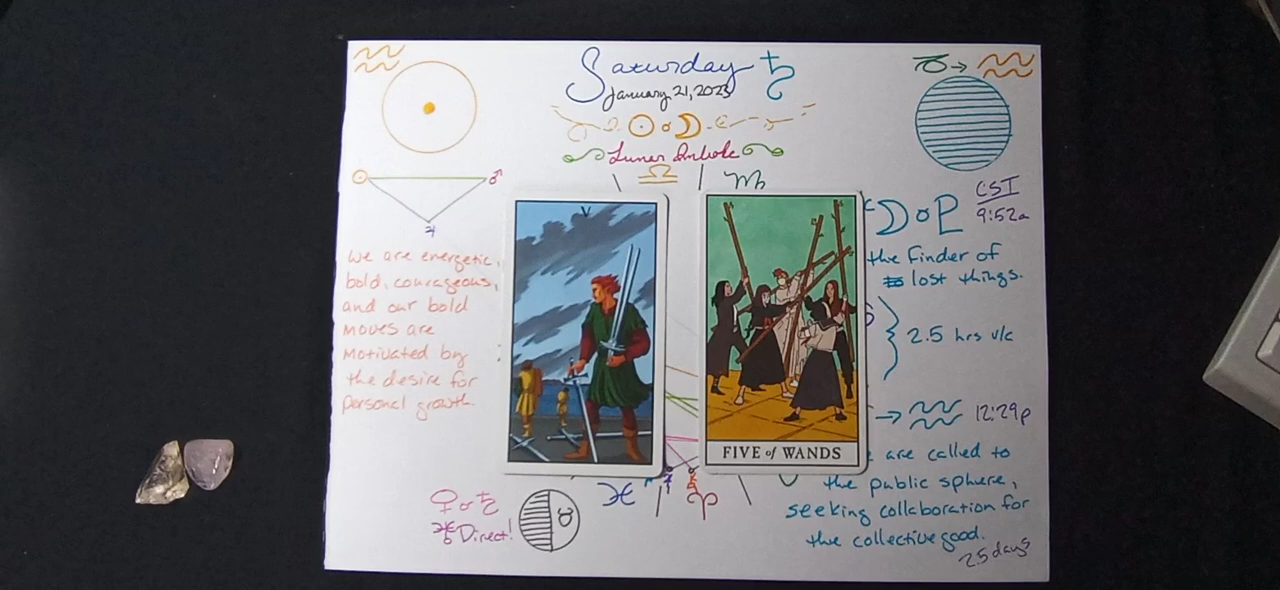 Saturday
January 21, 2023
Lunar Imbolc
We are energetic,
bold, courageous,
and our bold
moves are
motivated by
the desire for
personal growth.
CST
9:52a
the finder of
lost things.
2.5 hrs v/c
12:29p
are called to
the public sphere,
seeking collaboration for
the collective good.
2.5 days
V
FIVE of WANDS
Direct!